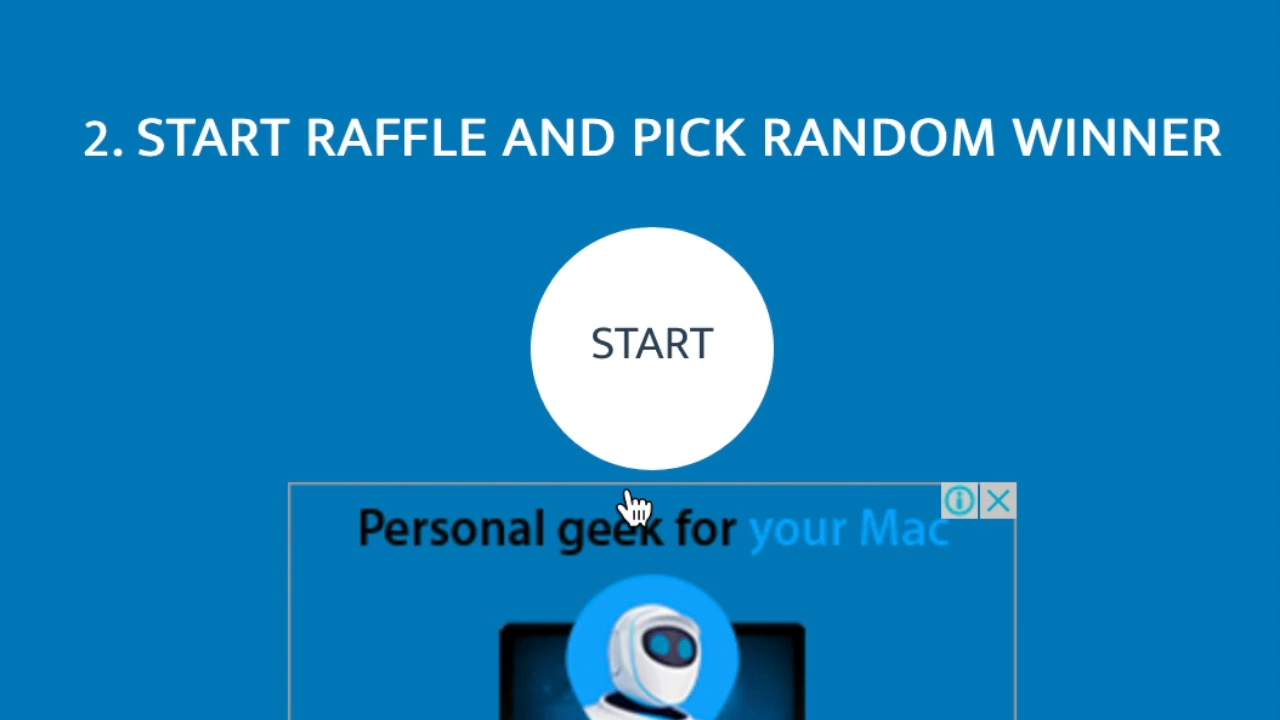 2. START RAFFLE AND PICK RANDOM WINNER
START
Personal geek for your Mac